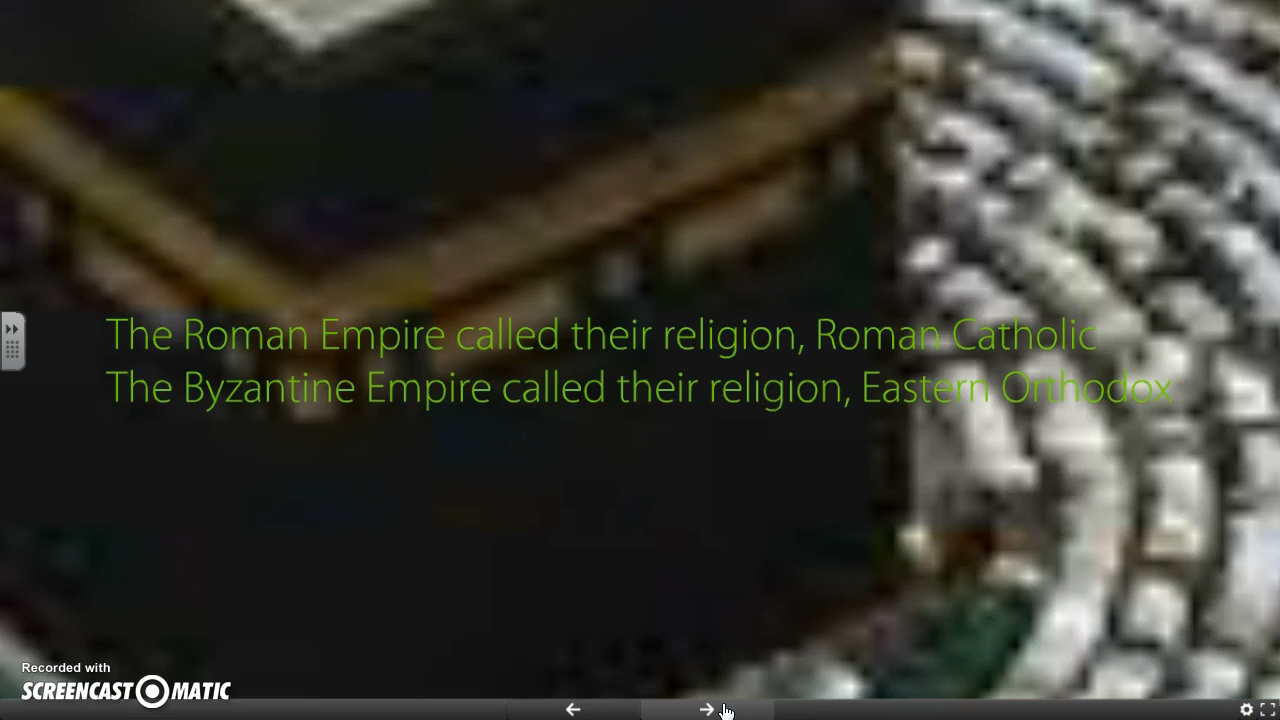 The Roman Empire called their religion, Roman Catholic
The Byzantine Empire called their religion, Eastern Orthodox
Recorded with
SCREENCAST-O-MATIC